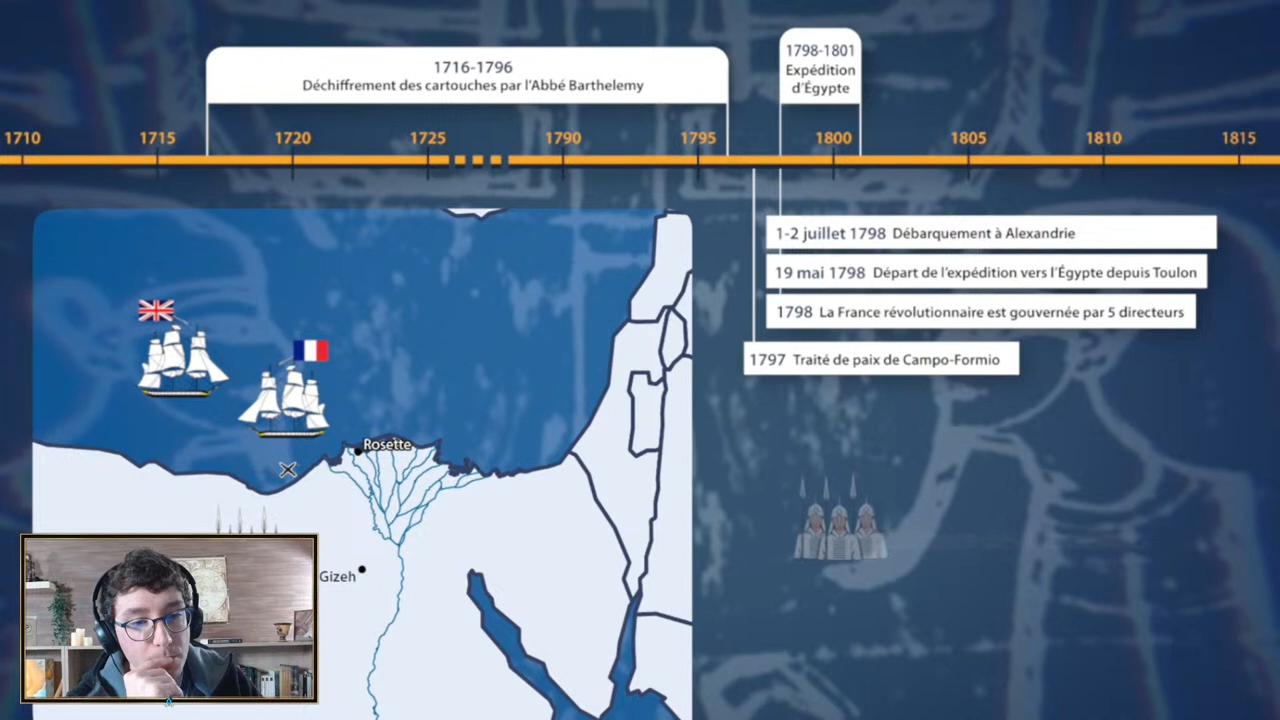 1716-1796
Déchiffrement des cartouches par l'Abbé Barthelemy
1798-1801
Expédition
d'Égypte
1710 1715 1720 1725 1790 1795 1800 1805 1810 1815
1-2 juillet 1798 Débarquement à Alexandrie
19 mai 1798 Départ de l'expédition vers l'Égypte depuis Toulon
1798 La France révolutionnaire est gouvernée par 5 directeurs
1797 Traité de paix de Campo-Formio
Rosette
Gizeh